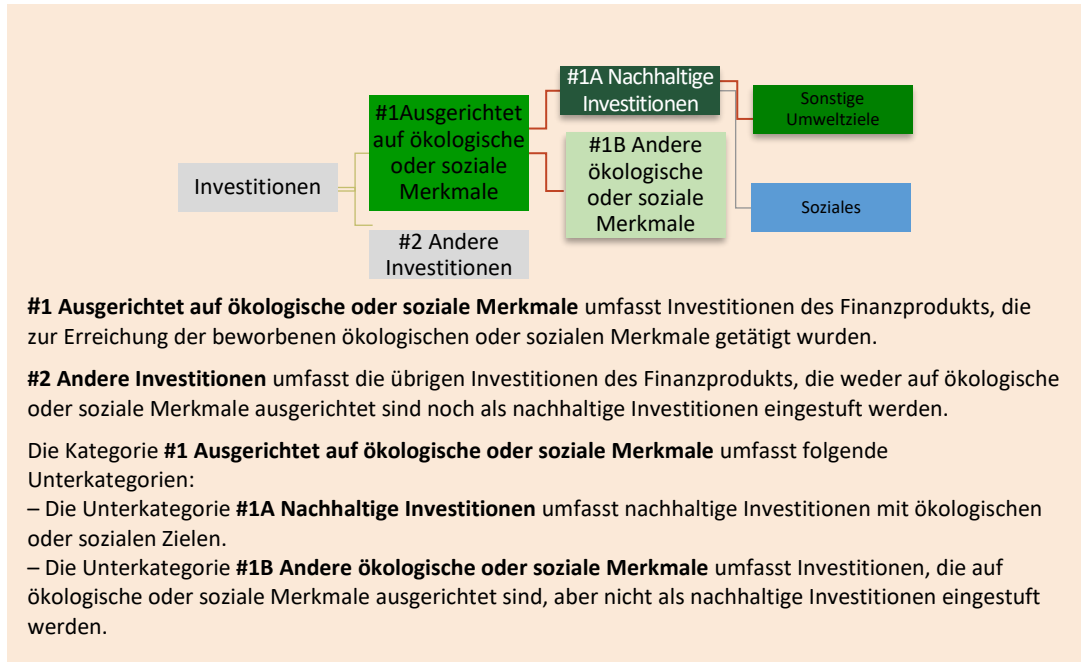 #1A Nachhaltige
Investitionen
Sonstige
Umweltziele
#1Ausgerichtet
auf ökologische
oder soziale
Merkmale
#1B Andere
ökologische
oder soziale
Merkmale
Investitionen
Soziales
#2 Andere
Investitionen
#1 Ausgerichtet auf ökologische oder soziale Merkmale umfasst Investitionen des Finanzprodukts, die
zur Erreichung der beworbenen ökologischen oder sozialen Merkmale getätigt wurden.
#2 Andere Investitionen umfasst die übrigen Investitionen des Finanzprodukts, die weder auf ökologische
oder soziale Merkmale ausgerichtet sind noch als nachhaltige Investitionen eingestuft werden.
Die Kategorie #1 Ausgerichtet auf ökologische oder soziale Merkmale umfasst folgende
Unterkategorien:
– Die Unterkategorie #1A Nachhaltige Investitionen umfasst nachhaltige Investitionen mit ökologischen
oder sozialen Zielen.
– Die Unterkategorie #1B Andere ökologische oder soziale Merkmale umfasst Investitionen, die auf
ökologische oder soziale Merkmale ausgerichtet sind, aber nicht als nachhaltige Investitionen eingestuft
werden.